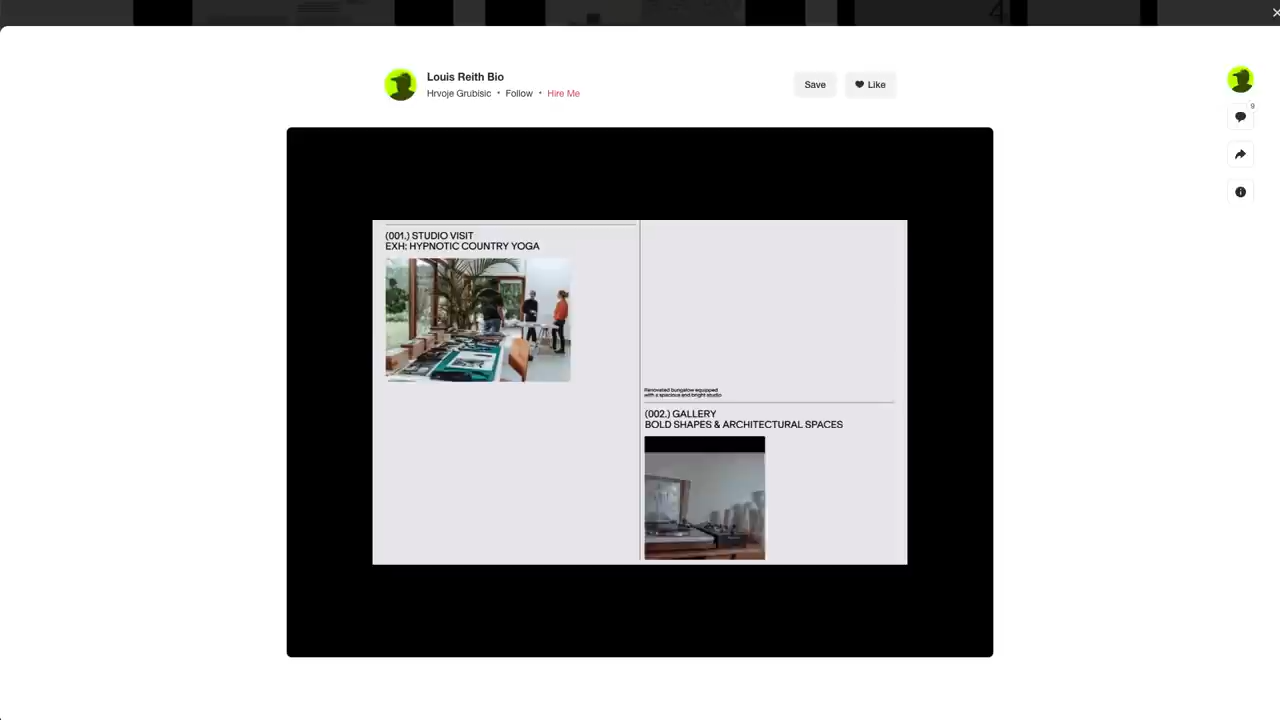 Louis Reith Bio
Hrvoje Grubisic • Follow • Hire Me
Save
Like
9
(001.) STUDIO VISIT
EXH: HYPNOTIC COUNTRY YOGA
Renovated bungalow equipped
with a spacious and bright studio
(002.) GALLERY
BOLD SHAPES & ARCHITECTURAL SPACES
4